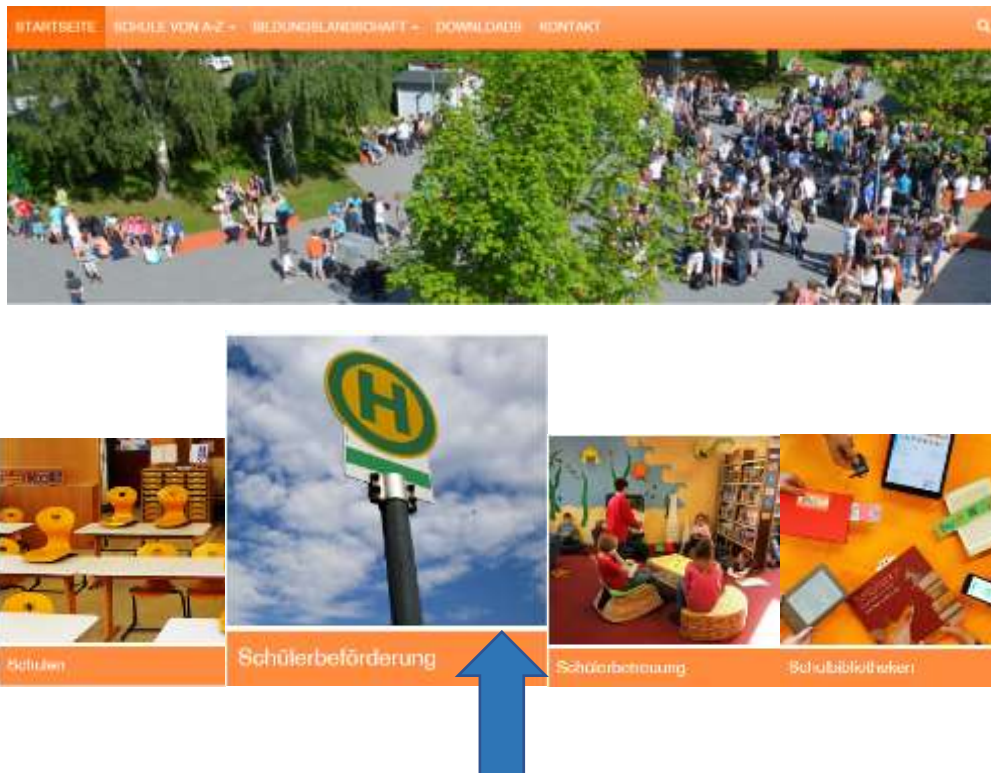 STARTSEITE SCHULE VON A-Z BILDUNGSLANDSCHAFT DOWNLOADS KONTAKT
H
Schulen
Schülerbeförderung
Schülerbetreuung
Schulbibliotheken